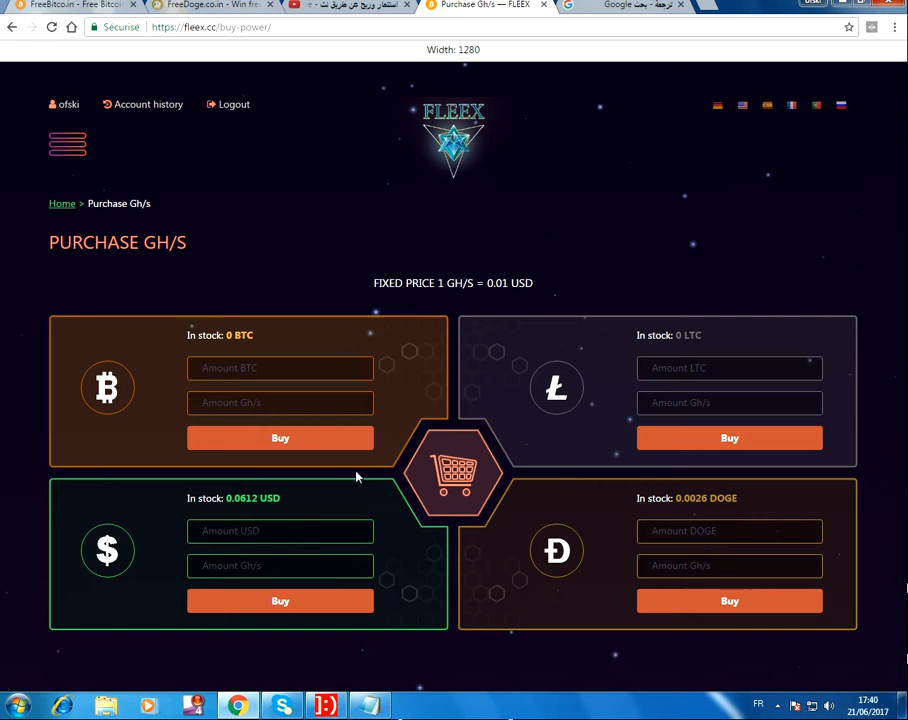 FreeBitco.in - Free Bitcoi
FreeDoge.co.in - Win free
استثمار وربح عن طريق نت
Purchase Gh/s — FLEEX
ترجمة - بحث Google
ofski
Sécurisé
https://fleex.cc/buy-power/
Width: 1280
ofski
Account history
Logout
FLEEX
Home > Purchase Gh/s
PURCHASE GH/S
FIXED PRICE 1 GH/S = 0.01 USD
In stock: 0 BTC
Amount BTC
Amount Gh/s
Buy
In stock: 0 LTC
Amount LTC
Amount Gh/s
Buy
In stock: 0.0612 USD
Amount USD
Amount Gh/s
Buy
In stock: 0.0026 DOGE
Amount DOGE
Amount Gh/s
Buy
FR
17:40
21/06/2017